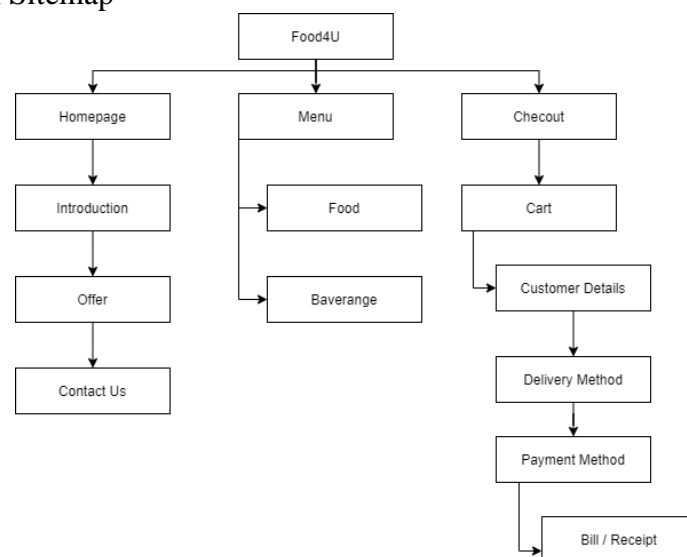 Sitemap
Food4U
Homepage
Menu
Checout
Introduction
Food
Cart
Offer
Baverange
Customer Details
Contact Us
Delivery Method
Payment Method
Bill / Receipt